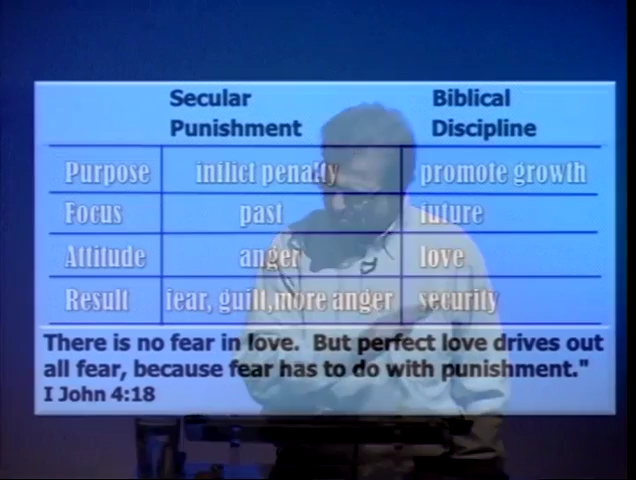 Secular Biblical
Punishment Discipline
Purpose inflict penalty promote growth
Focus past future
Attitude anger love
Result fear, guilt,more anger security
There is no fear in love. But perfect love drives out
all fear, because fear has to do with punishment."
I John 4:18